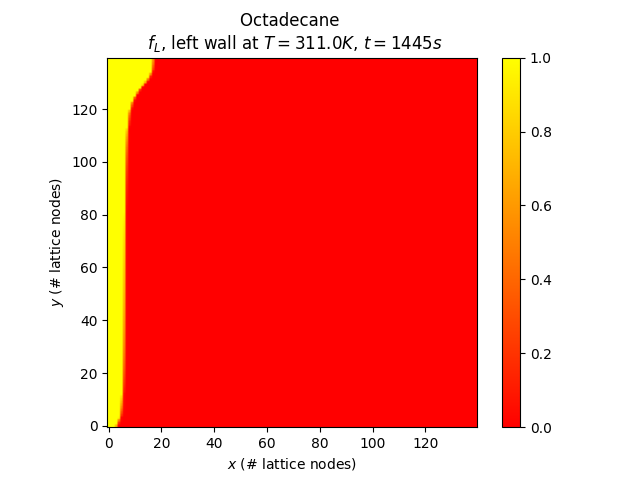 Octadecane
f_L, left wall at T = 311.0K, t = 1445s
120
100
80
60
40
20
0
y (# lattice nodes)
0 20 40 60 80 100 120
x (# lattice nodes)
1.0
0.8
0.6
0.4
0.2
0.0